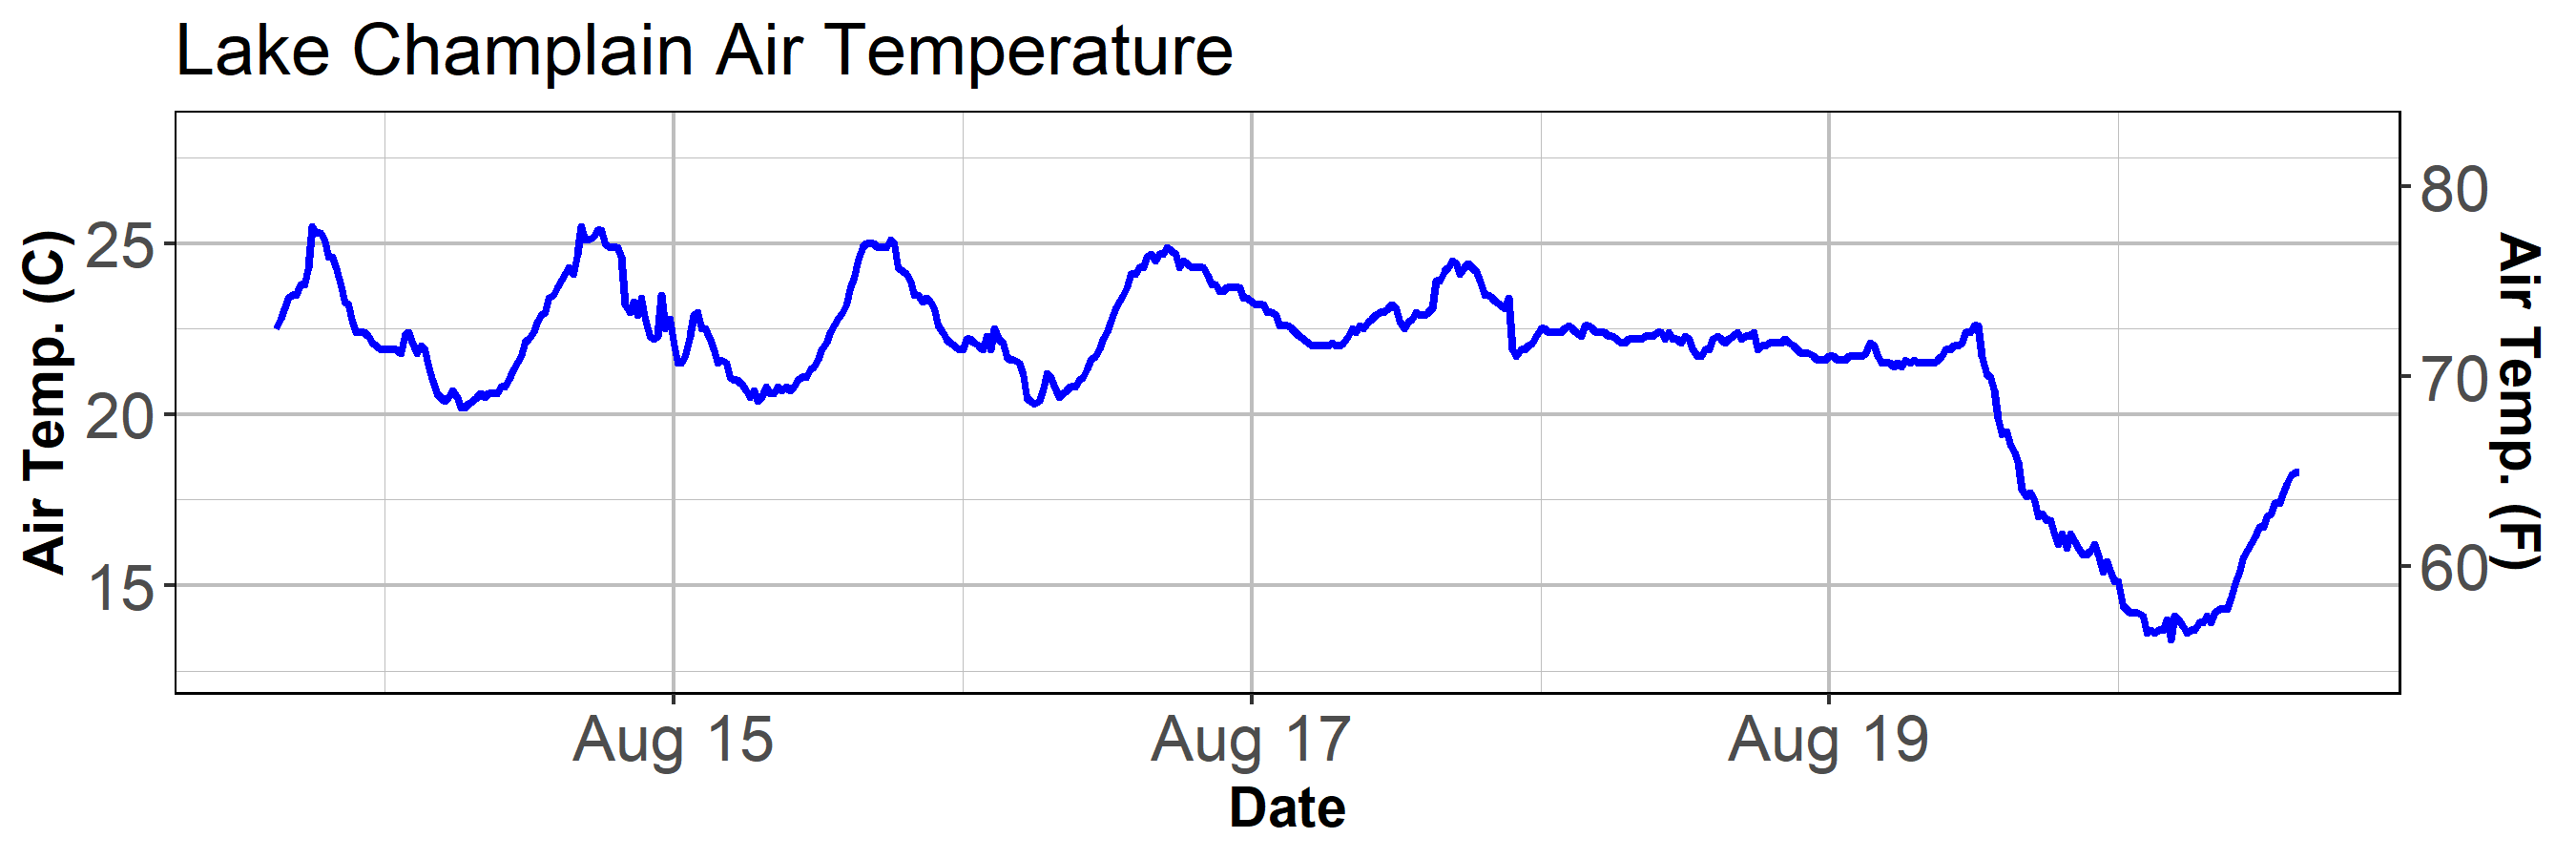 Lake Champlain Air Temperature
Air Temp. (C)
25
20
15
80
70
60
Air Temp. (F)
Aug 15
Aug 17
Aug 19
Date